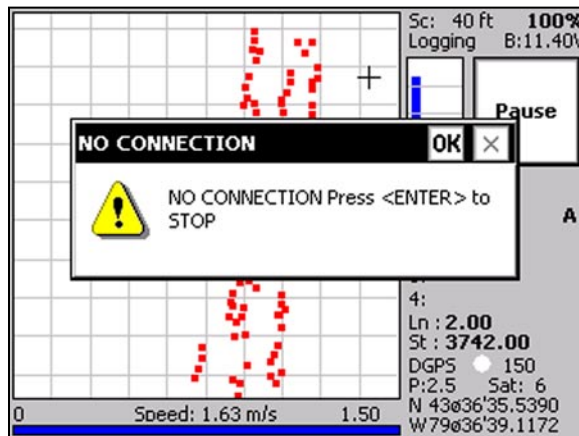 Sc: 40 ft 100%
Logging B:11.40V
Pause
NO CONNECTION OK ×
NO CONNECTION Press <ENTER> to
STOP
A
4:
Ln : 2.00
St : 3742.00
DGPS 150
P:2.5 Sat: 6
N 43ø36'35.5390
W79ø36'39.1172
0 Speed: 1.63 m/s 1.50